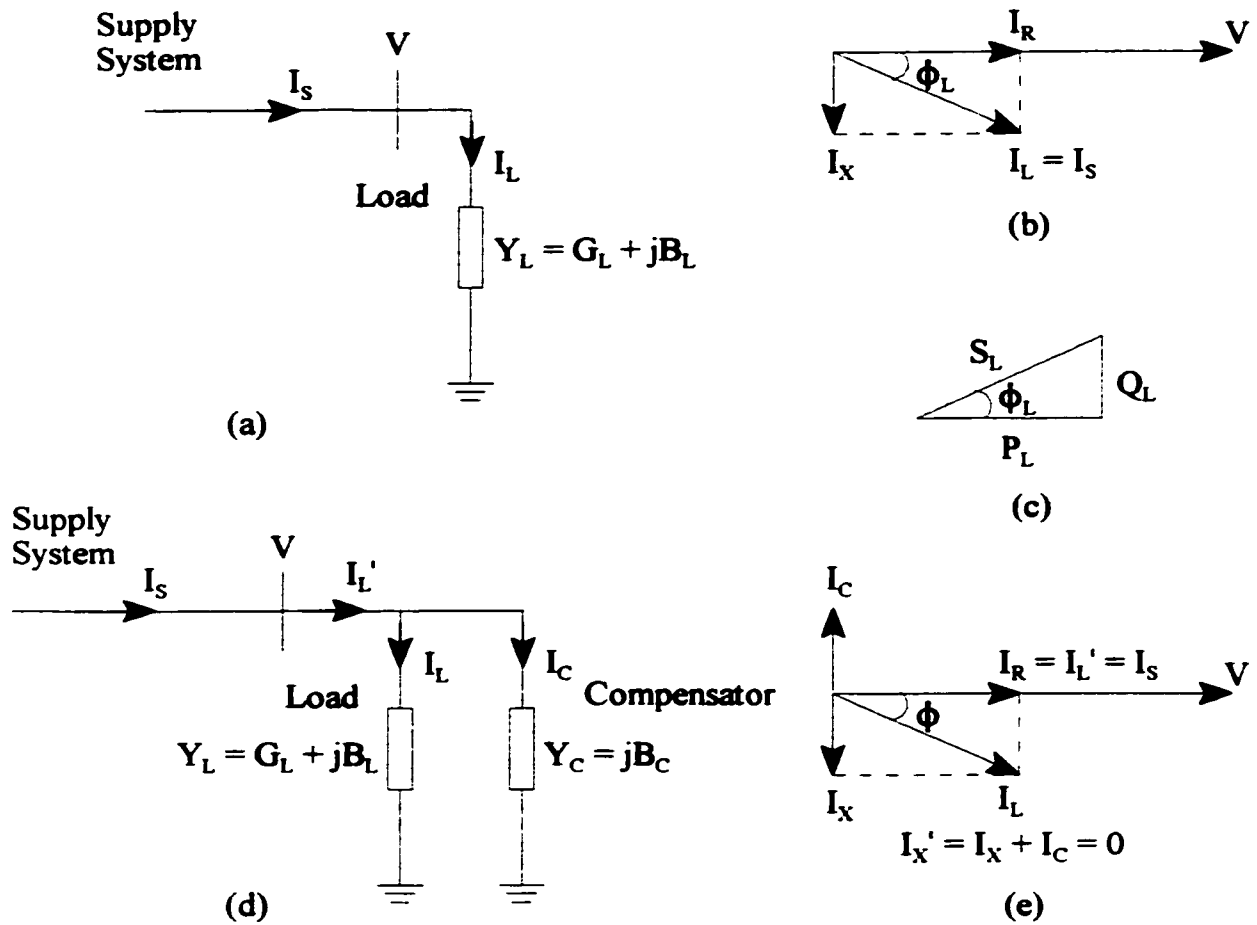 Supply
System
V
I_S
I_L
Load
Y_L = G_L + jB_L
(a)
I_R
V
ϕ_L
I_X
I_L = I_S
(b)
S_L
ϕ_L
Q_L
P_L
(c)
Supply
System
V
I_S
I_L'
I_L
I_C
Load
Compensator
Y_L = G_L + jB_L
Y_C = jB_C
(d)
I_C
I_R = I_L' = I_S
V
ϕ
I_X
I_L
I_X' = I_X + I_C = 0
(e)